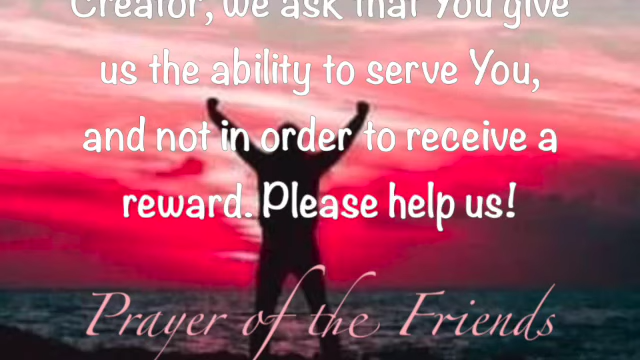 Creator, we ask that You give
us the ability to serve You,
and not in order to receive a
reward. Please help us!
Prayer of the Friends